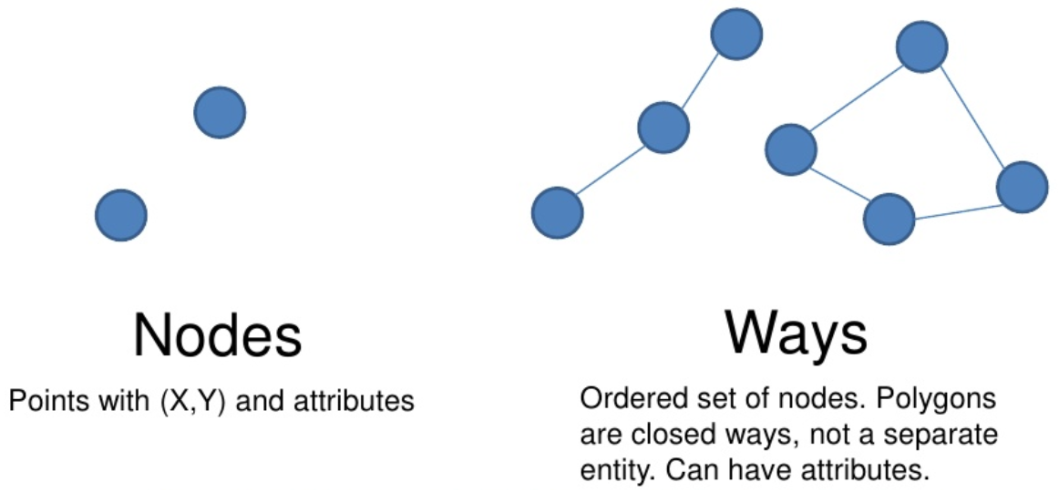 Nodes
Points with (X,Y) and attributes
Ways
Ordered set of nodes. Polygons
are closed ways, not a separate
entity. Can have attributes.